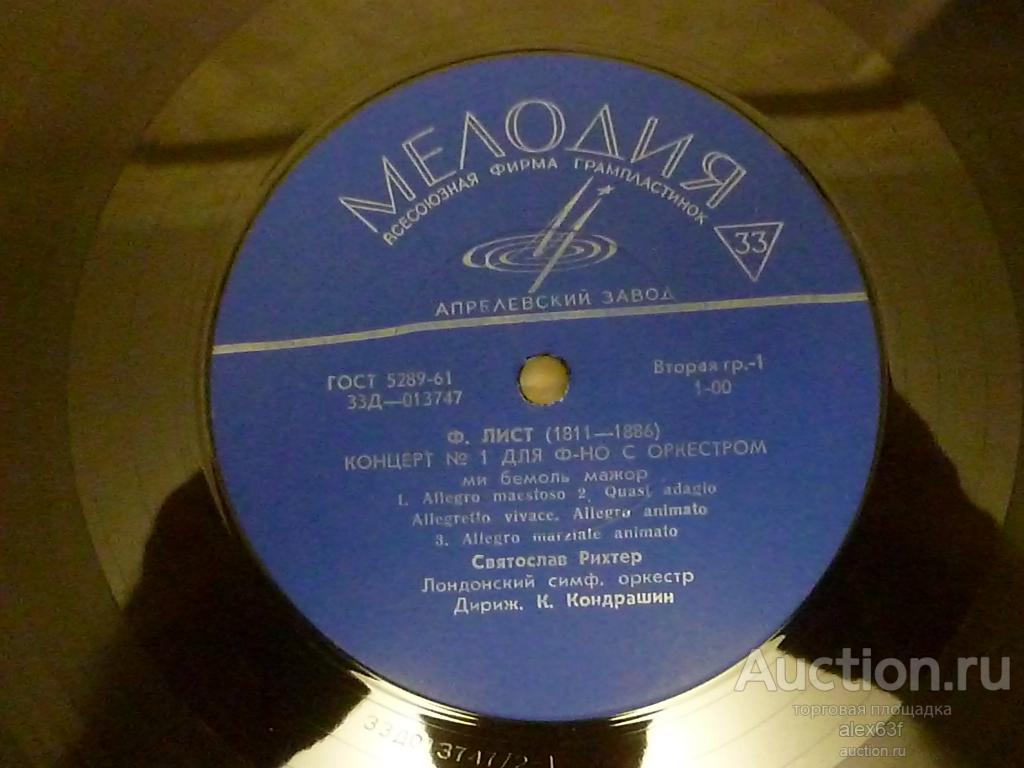 МЕЛОДИЯ
ВСЕСОЮЗНАЯ ФИРМА ГРАМПЛАСТИНОК
33
АПРЕЛЕВСКИЙ ЗАВОД
ГОСТ 5289-61
Вторая гр.-1
33Д—013747
1-00
Ф. ЛИСТ (1811—1886)
КОНЦЕРТ № 1 ДЛЯ Ф-НО С ОРКЕСТРОМ
ми бемоль мажор
1. Allegro maestoso 2. Quasi adagio
Allegretto vivace. Allegro animato
3. Allegro marziale animato
Святослав Рихтер
Лондонский симф. оркестр
Дириж. К. Кондрашин
33Д013747/2-1
Auction.ru
торговая площадка
alex63f
auction.ru